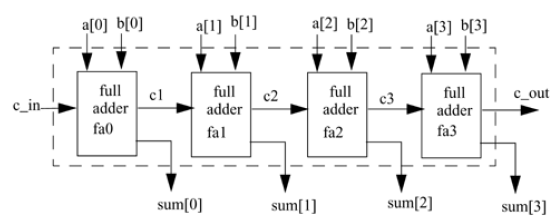 a[0] b[0] a[1] b[1] a[2] b[2] a[3] b[3]
full adder fa0
full adder fa1
full adder fa2
full adder fa3
c_in c1 c2 c3 c_out
sum[0] sum[1] sum[2] sum[3]